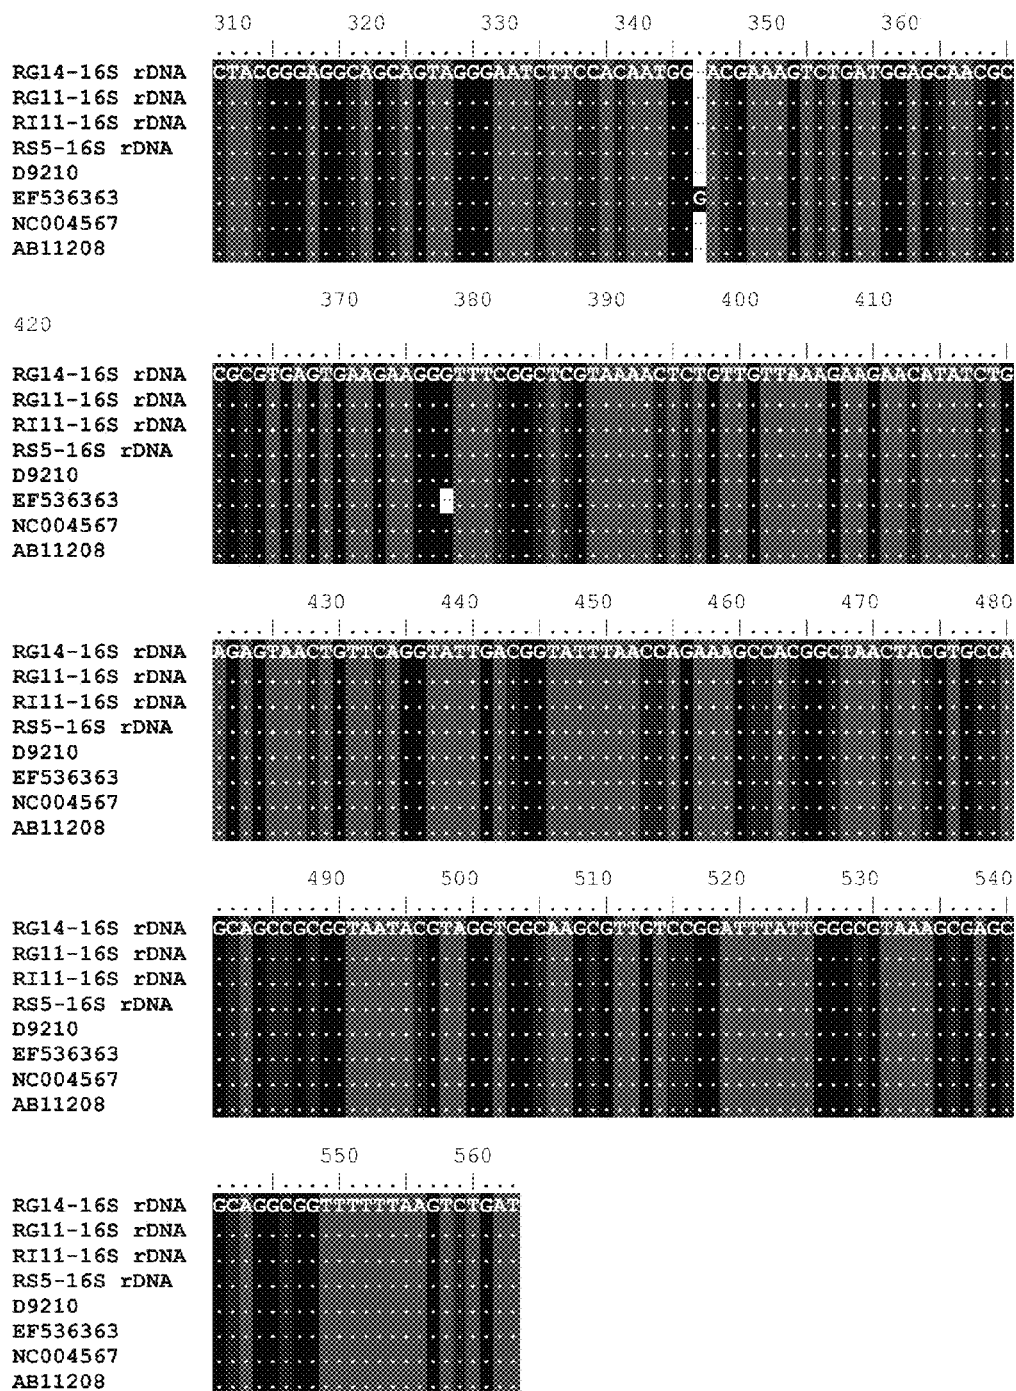 310 320 330 340 350 360
RG14-16S rDNA CTACGGGAGGCAGCAGTAGGGAATCTTCCACAATGG-ACGAAAGTCTGATGGAGCAACGC
RG11-16S rDNA
RI11-16S rDNA
RS5-16S rDNA
D9210
EF536363 G
NC004567
AB11208
370 380 390 400 410
420
RG14-16S rDNA CGCGTGAGTGAAGAAGGGTTTCGGCTCGTAAAACTCTGTTGTTAAAGAAGAACATATCTG
RG11-16S rDNA
RI11-16S rDNA
RS5-16S rDNA
D9210
EF536363 -
NC004567
AB11208
430 440 450 460 470 480
RG14-16S rDNA AGAGTAACTGTTCAGGTATTGACGGTATTTAACCAGAAAGCCACGGCTAACTACGTGCCA
RG11-16S rDNA
RI11-16S rDNA
RS5-16S rDNA
D9210
EF536363
NC004567
AB11208
490 500 510 520 530 540
RG14-16S rDNA GCAGCCGCGGTAATACGTAGGTGGCAAGCGTTGTCCGGATTTATTGGGCGTAAAGCGAGC
RG11-16S rDNA
RI11-16S rDNA
RS5-16S rDNA
D9210
EF536363
NC004567
AB11208
550 560
RG14-16S rDNA GCAGGCGGTTTTTTAAGTCTGAT
RG11-16S rDNA
RI11-16S rDNA
RS5-16S rDNA
D9210
EF536363
NC004567
AB11208